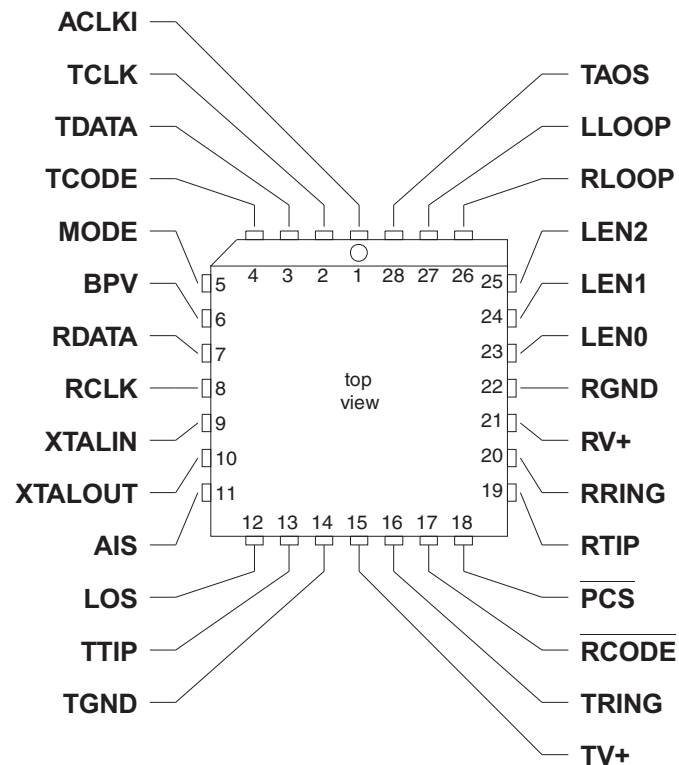 ACLKI
TCLK
TDATA
TCODE
MODE
BPV
RDATA
RCLK
XTALIN
XTALOUT
AIS
LOS
TTIP
TGND
TAOS
LLOOP
RLOOP
LEN2
LEN1
LEN0
RGND
RV+
RRING
RTIP
PCS
RCODE
TRING
TV+
4 3 2 1 28 27 26
5
6
7
8
9
10
11
25
24
23
22
21
20
19
top
view
12 13 14 15 16 17 18